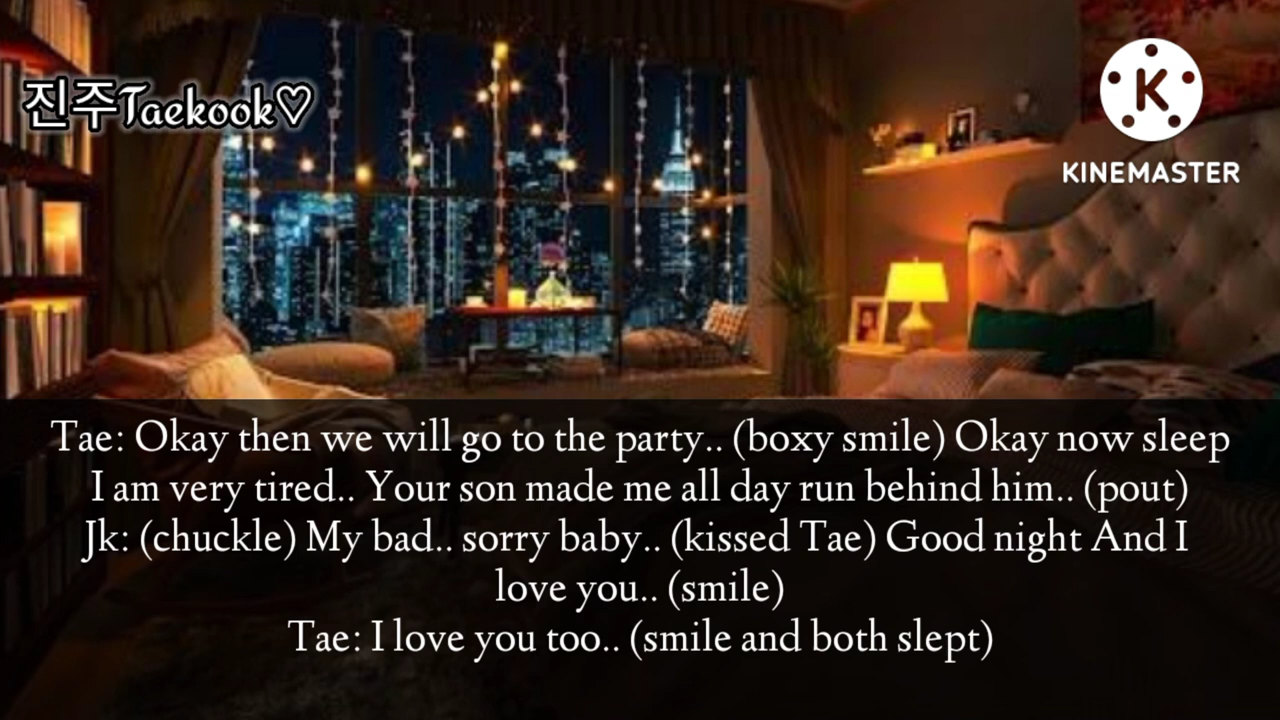 진주Taekook♡
K
KINEMASTER
Tae: Okay then we will go to the party.. (boxy smile) Okay now sleep
I am very tired.. Your son made me all day run behind him.. (pout)
Jk: (chuckle) My bad.. sorry baby.. (kissed Tae) Good night And I
love you.. (smile)
Tae: I love you too.. (smile and both slept)